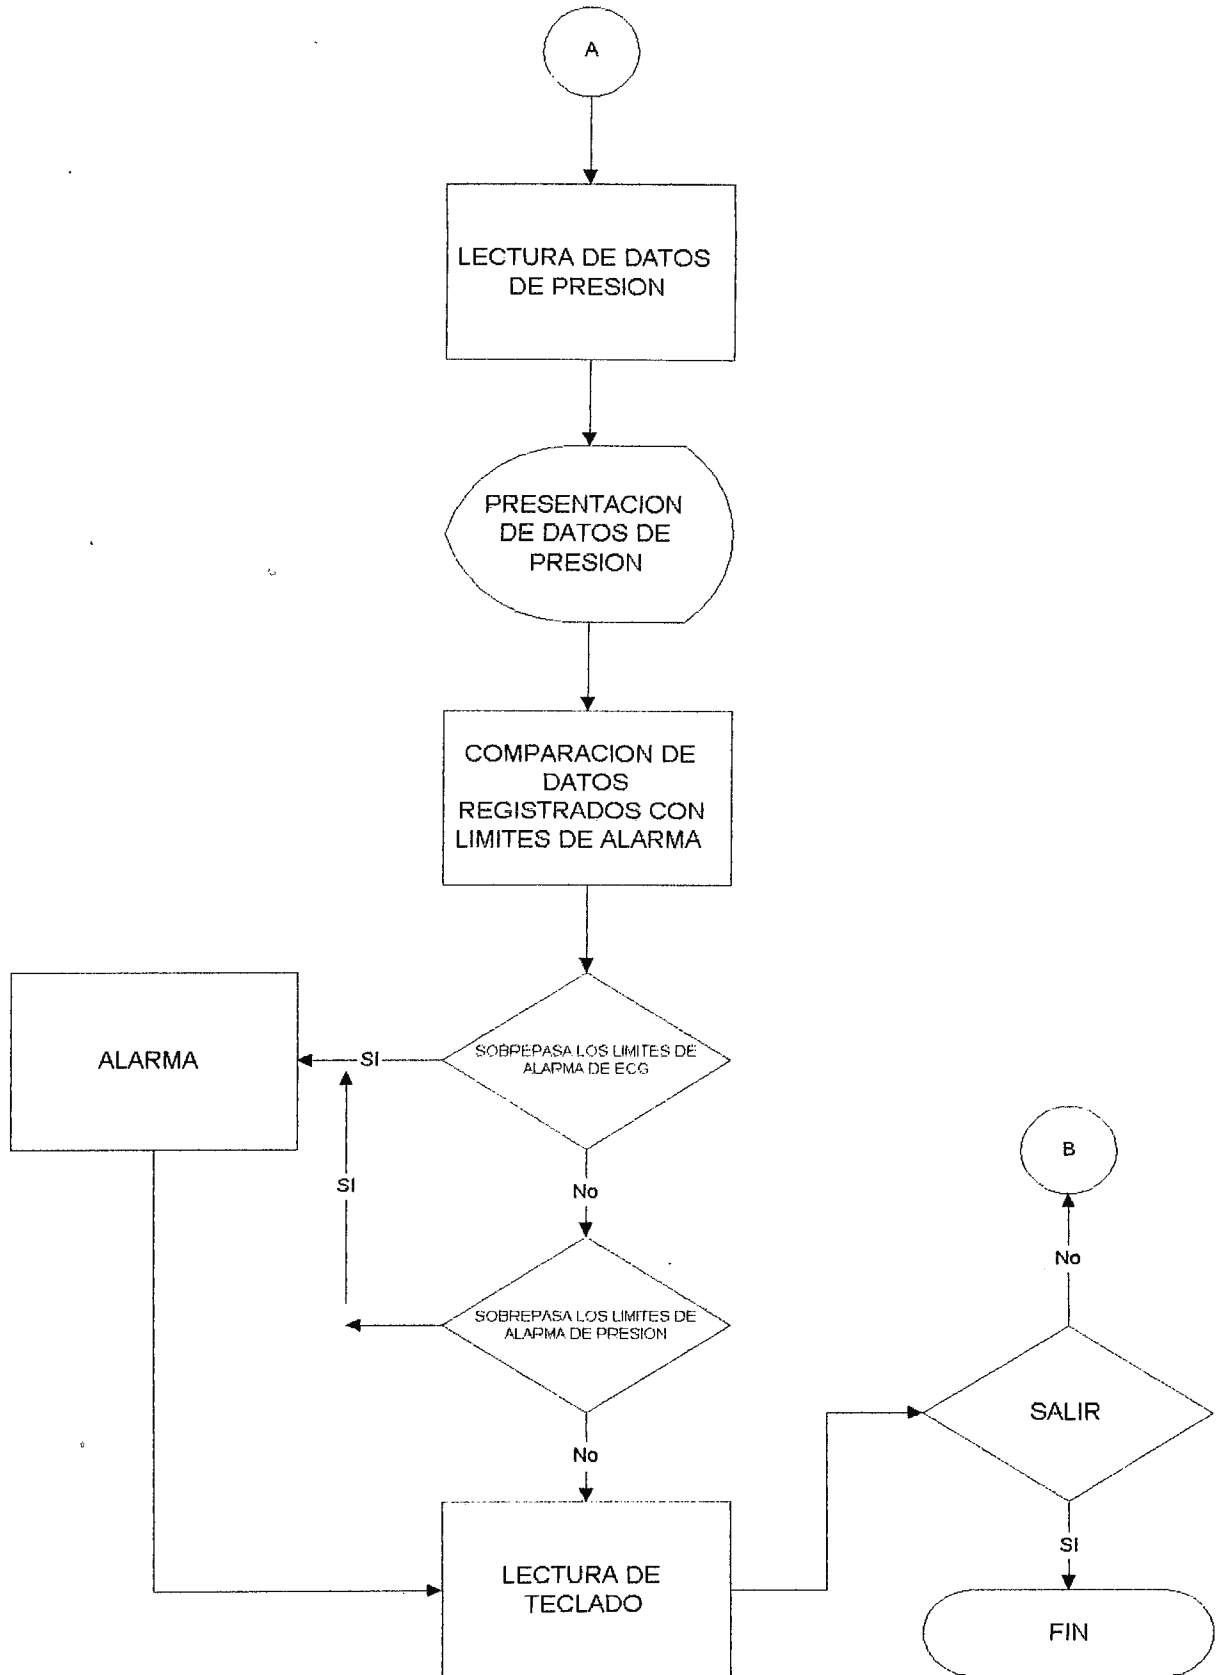 A
LECTURA DE DATOS
DE PRESION
PRESENTACION
DE DATOS DE
PRESION
COMPARACION DE
DATOS
REGISTRADOS CON
LIMITES DE ALARMA
ALARMA
SI
SOBREPASA LOS LIMITES DE
ALARMA DE ECG
SI
No
SOBREPASA LOS LIMITES DE
ALARMA DE PRESION
No
LECTURA DE
TECLADO
B
No
SALIR
SI
FIN